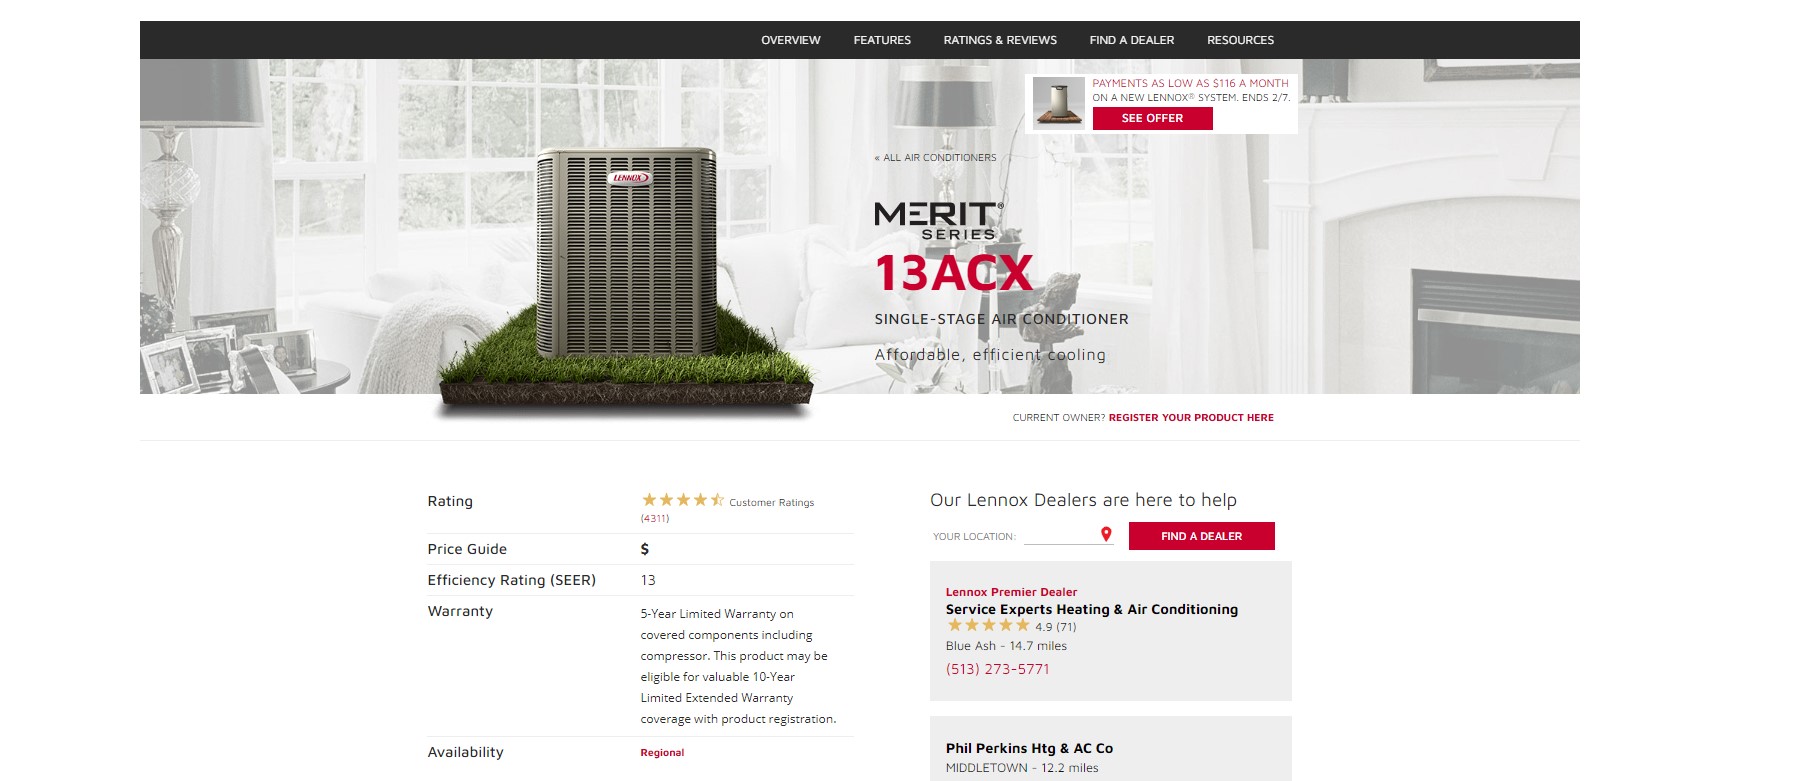 OVERVIEW FEATURES RATINGS & REVIEWS FIND A DEALER RESOURCES
PAYMENTS AS LOW AS $116 A MONTH
ON A NEW LENNOX® SYSTEM. ENDS 2/7.
SEE OFFER
« ALL AIR CONDITIONERS
LENNOX
MERIT®
SERIES
13ACX
SINGLE-STAGE AIR CONDITIONER
Affordable, efficient cooling
CURRENT OWNER? REGISTER YOUR PRODUCT HERE
Rating
Customer Ratings
(4311)
Price Guide $
Efficiency Rating (SEER) 13
Warranty
5-Year Limited Warranty on
covered components including
compressor. This product may be
eligible for valuable 10-Year
Limited Extended Warranty
coverage with product registration.
Availability Regional
Our Lennox Dealers are here to help
YOUR LOCATION: FIND A DEALER
Lennox Premier Dealer
Service Experts Heating & Air Conditioning
4.9 (71)
Blue Ash - 14.7 miles
(513) 273-5771
Phil Perkins Htg & AC Co
MIDDLETOWN - 12.2 miles